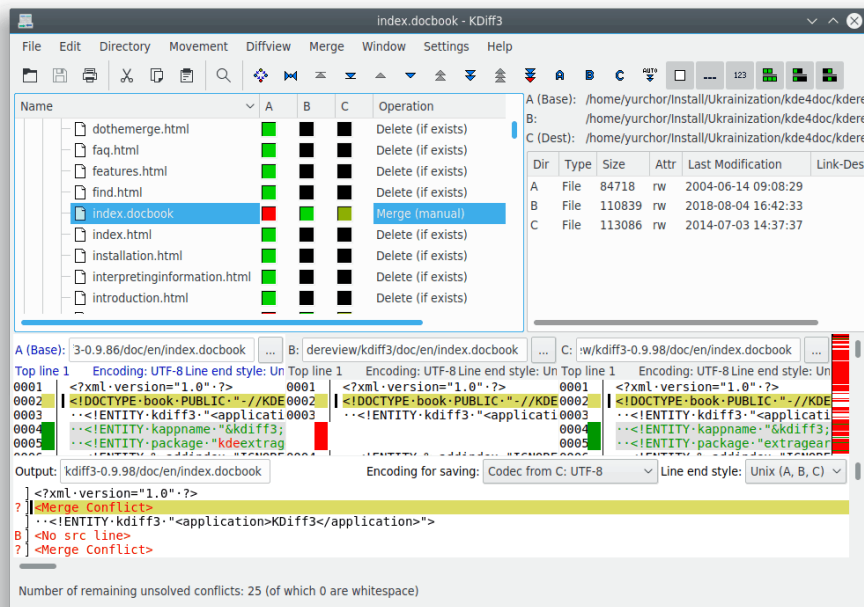 index.docbook - KDiff3
File Edit Directory Movement Diffview Merge Window Settings Help
A B C AUTO --- 123
Name A B C Operation
dothemerge.html Delete (if exists)
faq.html Delete (if exists)
features.html Delete (if exists)
find.html Delete (if exists)
index.docbook Merge (manual)
index.html Delete (if exists)
installation.html Delete (if exists)
interpretinginformation.html Delete (if exists)
introduction.html Delete (if exists)
A (Base): /home/yurchor/Install/Ukrainization/kde4doc/kdere
B: /home/yurchor/Install/Ukrainization/kde4doc/kdere
C (Dest): /home/yurchor/Install/Ukrainization/kde4doc/kdere
Dir Type Size Attr Last Modification Link-Des
A File 84718 rw 2004-06-14 09:08:29
B File 110839 rw 2018-08-04 16:42:33
C File 113086 rw 2014-07-03 14:37:37
A (Base): 3-0.9.86/doc/en/index.docbook ... B: dereview/kdiff3/doc/en/index.docbook ... C: :w/kdiff3-0.9.98/doc/en/index.docbook ...
Top line 1 Encoding: UTF-8 Line end style: Un Top line 1 Encoding: UTF-8 Line end style: Un Top line 1 Encoding: UTF-8 Line end style: Un
0001 <?xml·version="1.0"·?> 0001 <?xml·version="1.0"·?> 0001 <?xml·version="1.0"·?>
0002 <!DOCTYPE·book·PUBLIC·"-//KDE 0002 <!DOCTYPE·book·PUBLIC·"-//KDE 0002 <!DOCTYPE·book·PUBLIC·"-//KDE
0003 ··<!ENTITY·kdiff3·"<applicati 0003 ··<!ENTITY·kdiff3·"<applicati 0003 ··<!ENTITY·kdiff3·"<applicati
0004 ··<!ENTITY·kappname·"&kdiff3; 0004 ··<!ENTITY·kappname·"&kdiff3;
0005 ··<!ENTITY·package·"kdeextrag 0005 ··<!ENTITY·package·"extragear
Output: kdiff3-0.9.98/doc/en/index.docbook Encoding for saving: Codec from C: UTF-8 Line end style: Unix (A, B, C)
] <?xml·version="1.0"·?>
? ] <Merge Conflict>
] ··<!ENTITY·kdiff3·"<application>KDiff3</application>">
B ] <No src line>
? ] <Merge Conflict>
Number of remaining unsolved conflicts: 25 (of which 0 are whitespace)